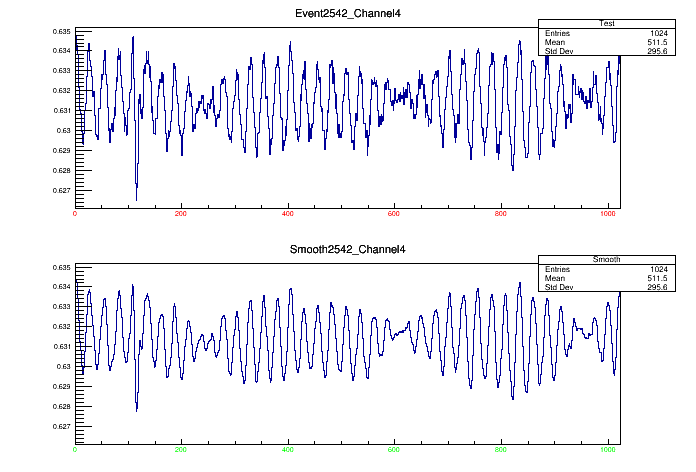 Event2542_Channel4
Test
Entries 1024
Mean 511.5
Std Dev 295.6
0.635
0.634
0.633
0.632
0.631
0.63
0.629
0.628
0.627
0 200 400 600 800 1000
Smooth2542_Channel4
Smooth
Entries 1024
Mean 511.5
Std Dev 295.6
0.635
0.634
0.633
0.632
0.631
0.63
0.629
0.628
0.627
0 200 400 600 800 1000